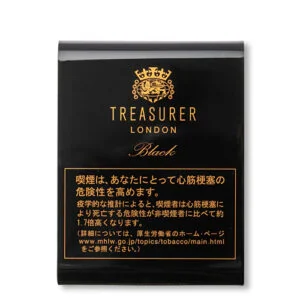 TREASURER
LONDON
Black
喫煙は、あなたにとって心筋梗塞の
危険性を高めます。
疫学的な推計によると、喫煙者は心筋梗塞に
より死亡する危険性が非喫煙者に比べて約
1.7倍高くなります。
(詳細については、厚生労働省のホーム・ページ
www.mhlw.go.jp/topics/tobacco/main.html
をご参照ください。)